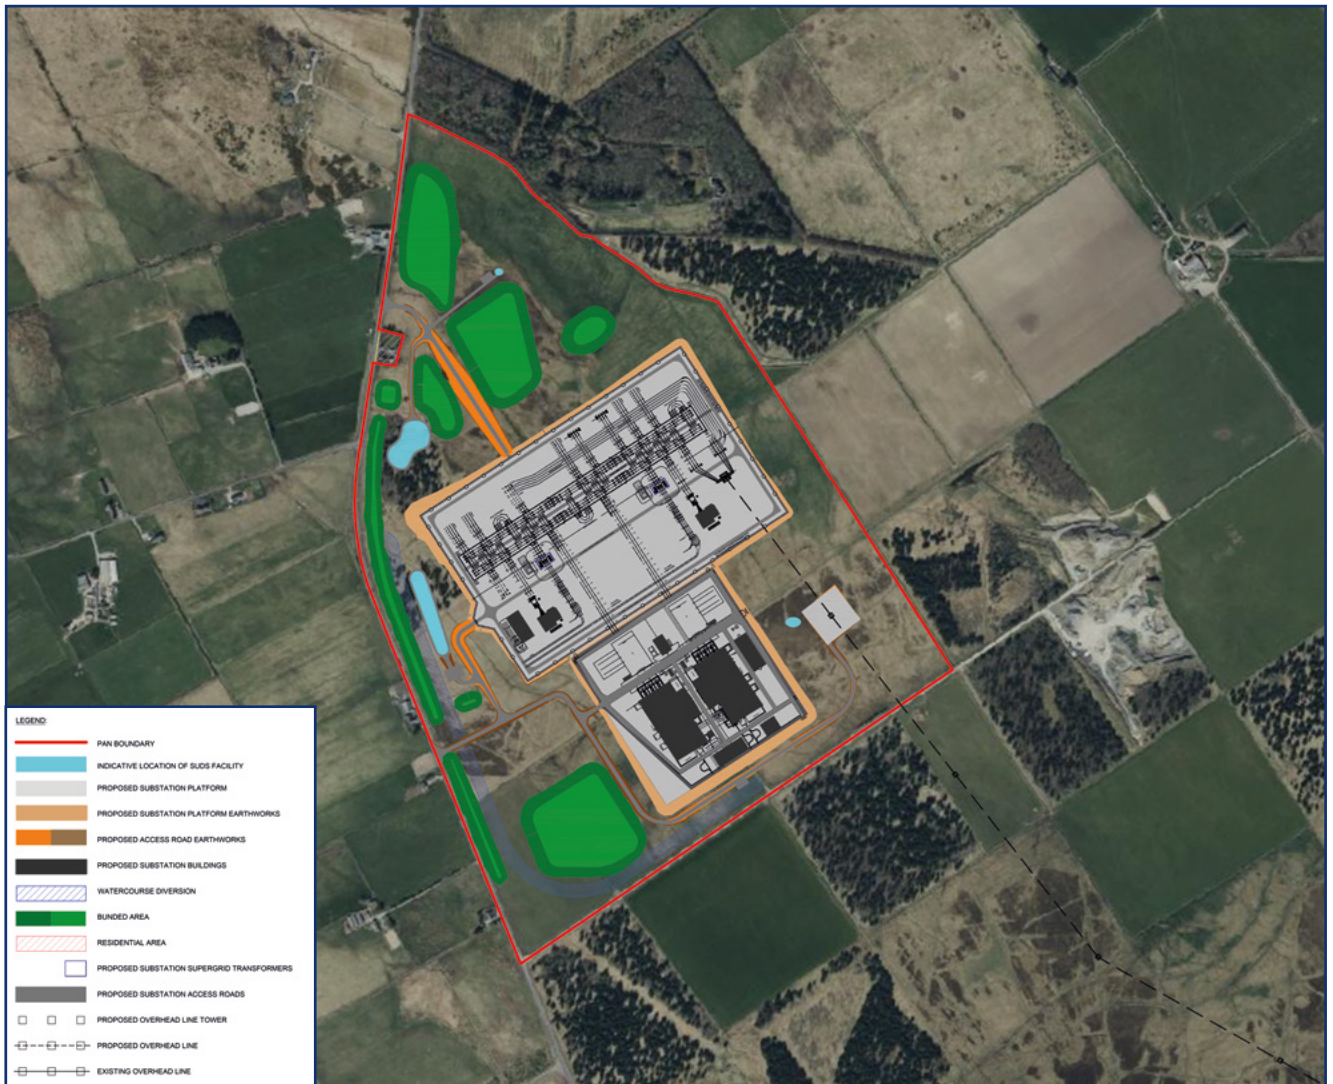 LEGEND:
PAN BOUNDARY
INDICATIVE LOCATION OF SUDS FACILITY
PROPOSED SUBSTATION PLATFORM
PROPOSED SUBSTATION PLATFORM EARTHWORKS
PROPOSED ACCESS ROAD EARTHWORKS
PROPOSED SUBSTATION BUILDINGS
WATERCOURSE DIVERSION
BUNDED AREA
RESIDENTIAL AREA
PROPOSED SUBSTATION SUPERGRID TRANSFORMERS
PROPOSED SUBSTATION ACCESS ROADS
PROPOSED OVERHEAD LINE TOWER
PROPOSED OVERHEAD LINE
EXISTING OVERHEAD LINE